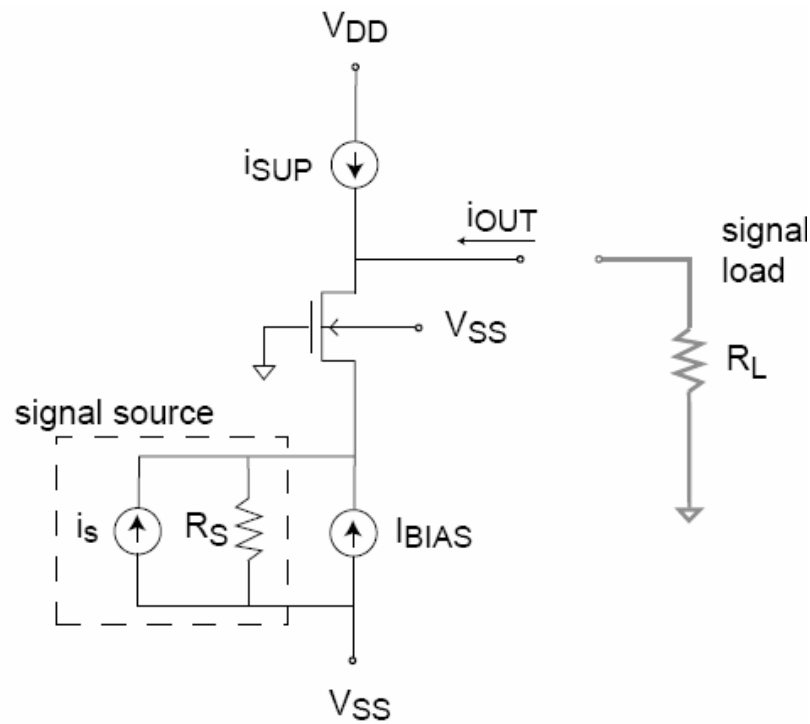 VDD
iSUP
iOUT
signal
load
VSS
RL
signal source
is
RS
IBIAS
VSS